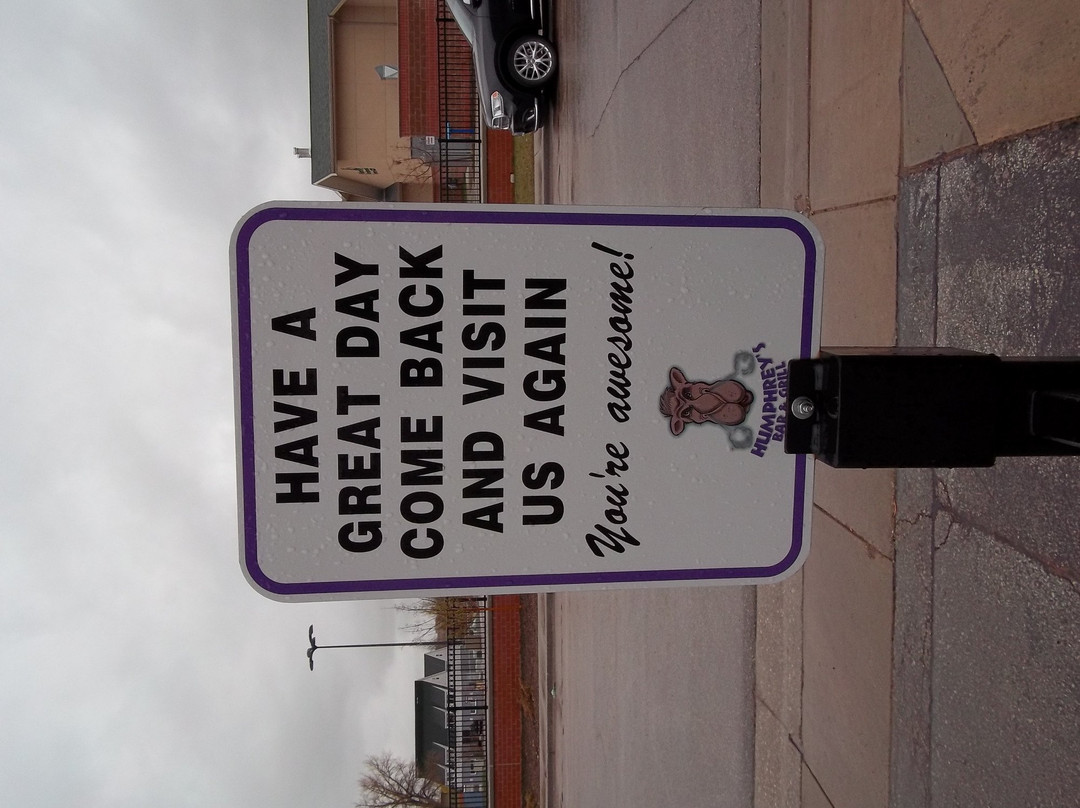 HAVE A
GREAT DAY
COME BACK
AND VISIT
US AGAIN
You're awesome!
HUMPHREY'S
BAR & GRILL